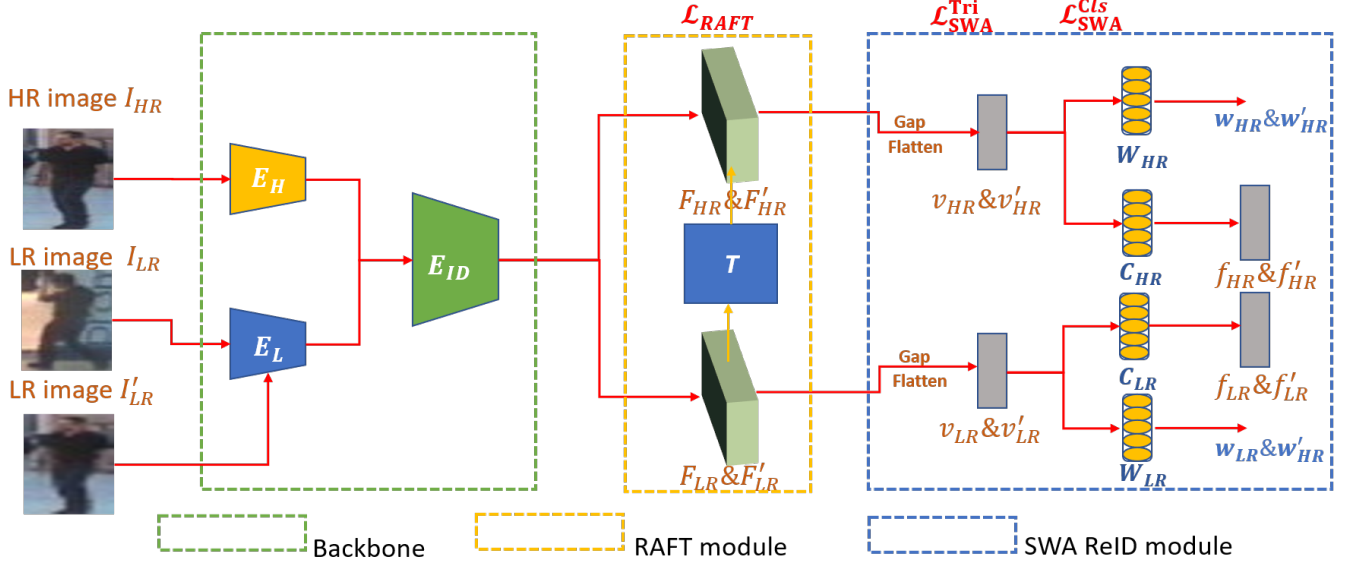 ℒ_RAFT
ℒ_SWA^Tri
ℒ_SWA^Cls
HR image I_HR
E_H
LR image I_LR
E_ID
E_L
LR image I'_LR
F_HR&F'_HR
T
F_LR&F'_LR
Gap
Flatten
v_HR&v'_HR
W_HR
w_HR&w'_HR
C_HR
f_HR&f'_HR
Gap
Flatten
v_LR&v'_LR
C_LR
f_LR&f'_LR
W_LR
w_LR&w'_HR
Backbone
RAFT module
SWA ReID module